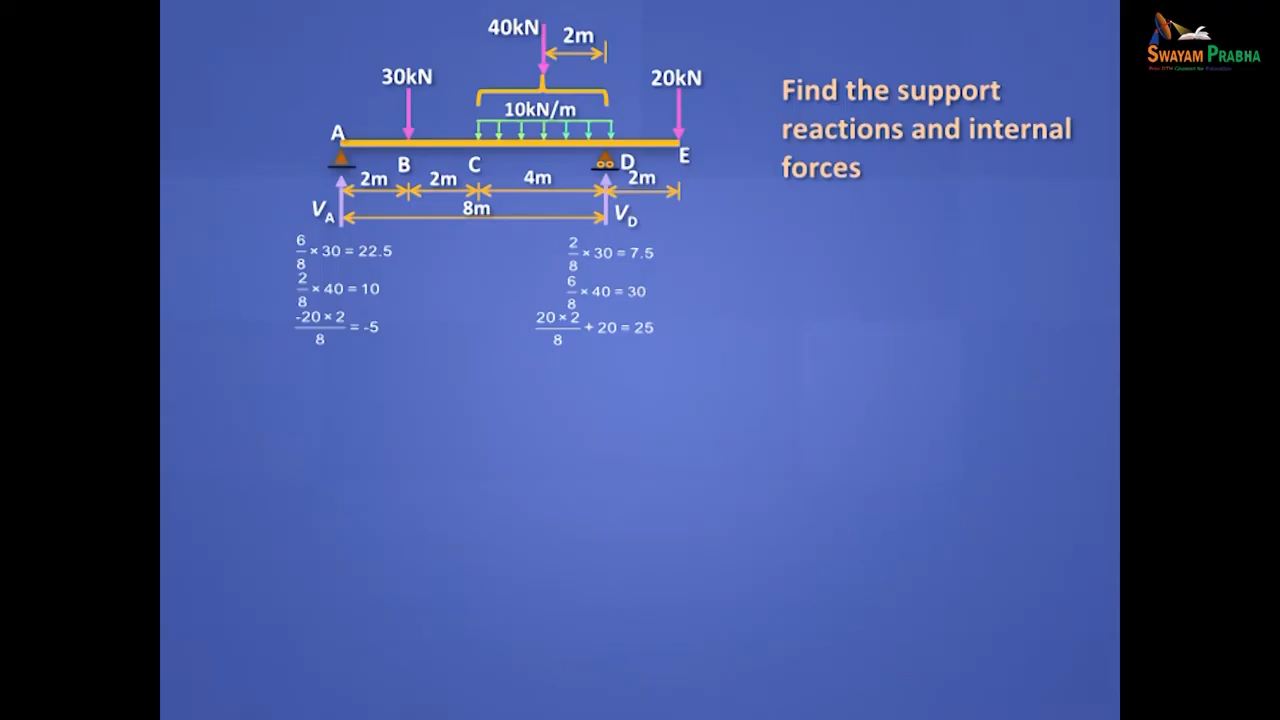 40kN
2m
30kN
20kN
10kN/m
A
B
C
D
E
2m
2m
4m
2m
8m
VA
VD
6/8 × 30 = 22.5
2/8 × 40 = 10
-20 × 2/8 = -5
2/8 × 30 = 7.5
6/8 × 40 = 30
20 × 2/8 + 20 = 25
Find the support
reactions and internal
forces
SWAYAM PRABHA